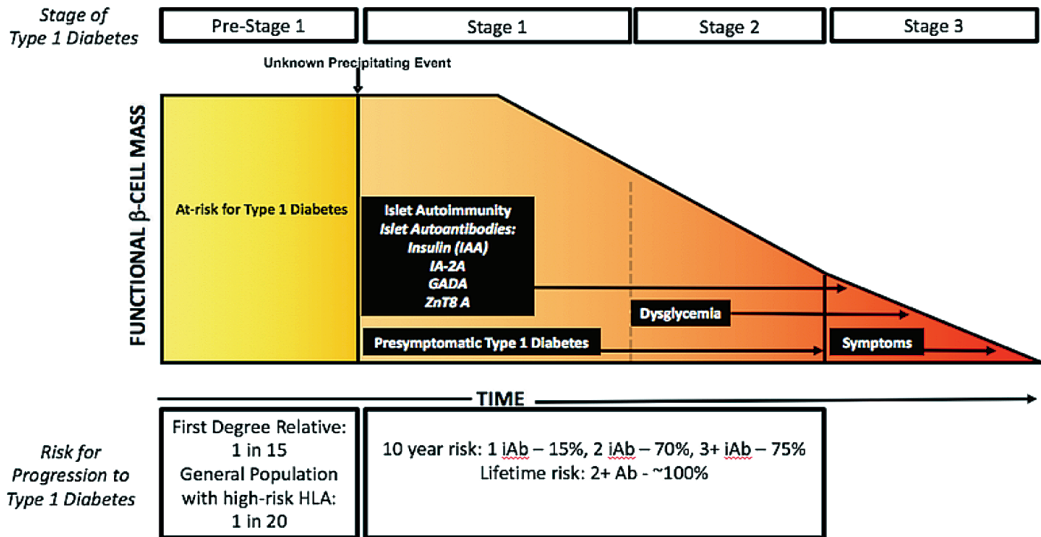 Stage of
Type 1 Diabetes
Pre-Stage 1
Stage 1
Stage 2
Stage 3
Unknown Precipitating Event
FUNCTIONAL β-CELL MASS
At-risk for Type 1 Diabetes
Islet Autoimmunity
Islet Autoantibodies:
Insulin (IAA)
IA-2A
GADA
ZnT8 A
Dysglycemia
Presymptomatic Type 1 Diabetes
Symptoms
TIME
Risk for
Progression to
Type 1 Diabetes
First Degree Relative:
1 in 15
General Population
with high-risk HLA:
1 in 20
10 year risk: 1 iAb – 15%, 2 iAb – 70%, 3+ iAb – 75%
Lifetime risk: 2+ Ab - ~100%